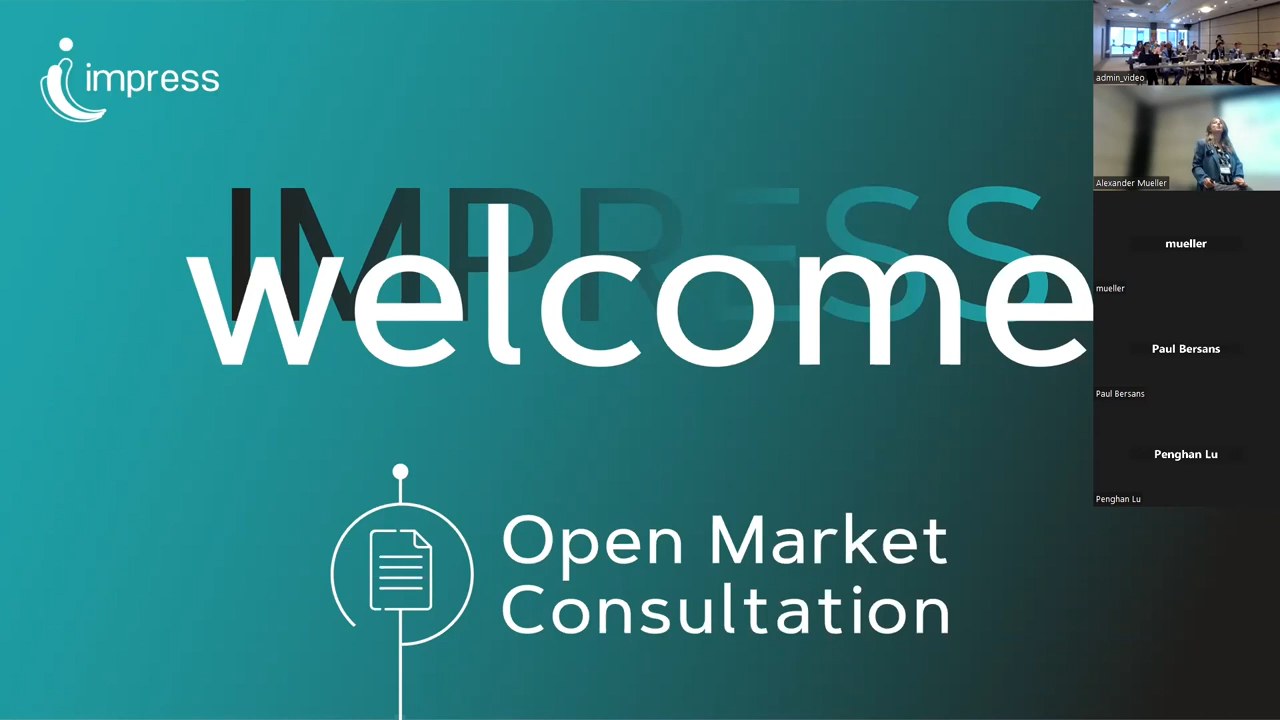 impress
IMPRESS
welcome
Open Market
Consultation
admin_video
Alexander Mueller
mueller
mueller
Paul Bersans
Paul Bersans
Penghan Lu
Penghan Lu